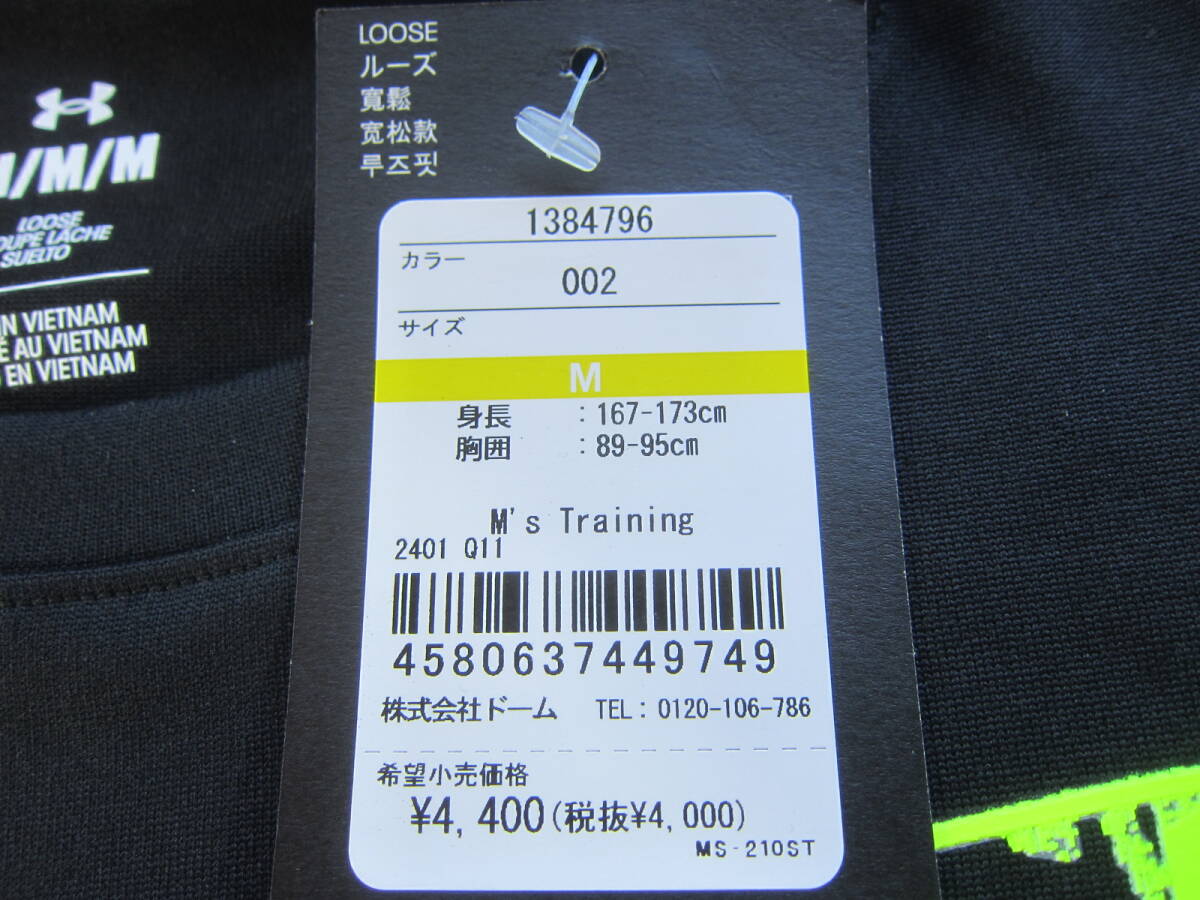 /M/M
LOOSE
OUPE LÂCHE
SUELTO
IN VIETNAM
É AU VIETNAM
EN VIETNAM
LOOSE
ルーズ
寬鬆
宽松款
루즈핏
1384796
カラー
002
サイズ
M
身長 : 167-173cm
胸囲 : 89-95cm
M's Training
2401 Q11
4580637449749
株式会社ドーム TEL: 0120-106-786
希望小売価格
¥4,400(税抜¥4,000)
MS-210ST